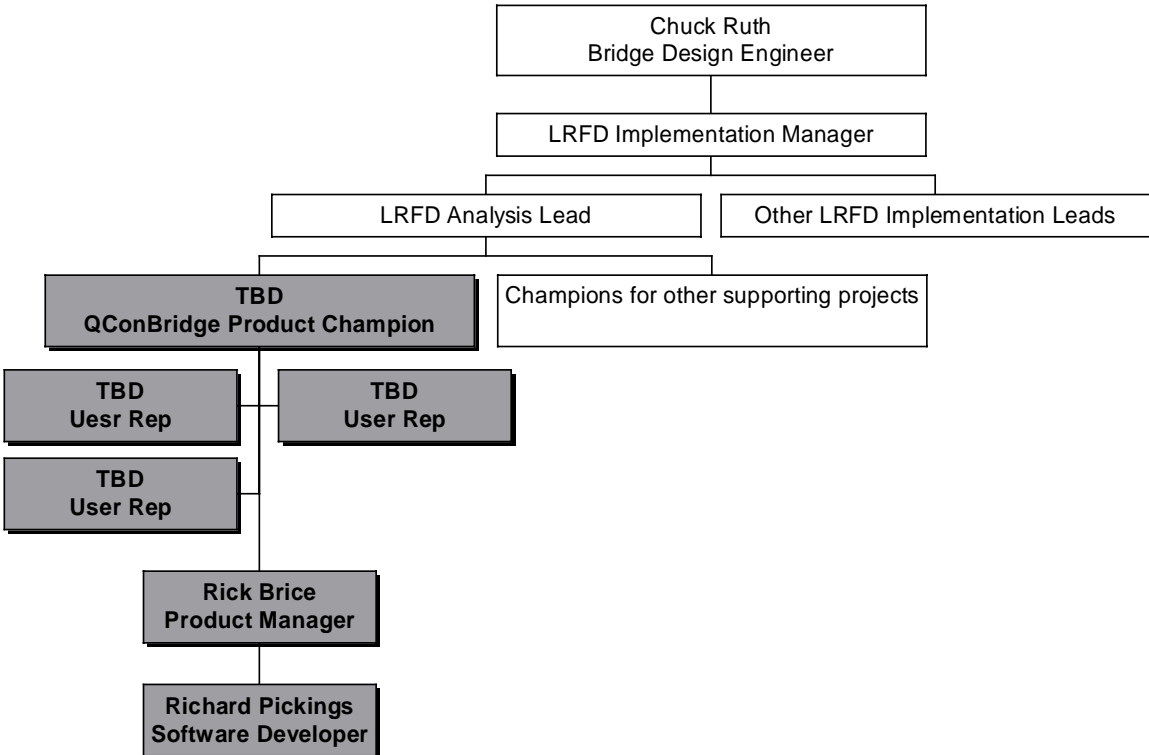 Chuck Ruth
Bridge Design Engineer
LRFD Implementation Manager
LRFD Analysis Lead
Other LRFD Implementation Leads
TBD
QConBridge Product Champion
Champions for other supporting projects
TBD
Uesr Rep
TBD
User Rep
TBD
User Rep
Rick Brice
Product Manager
Richard Pickings
Software Developer